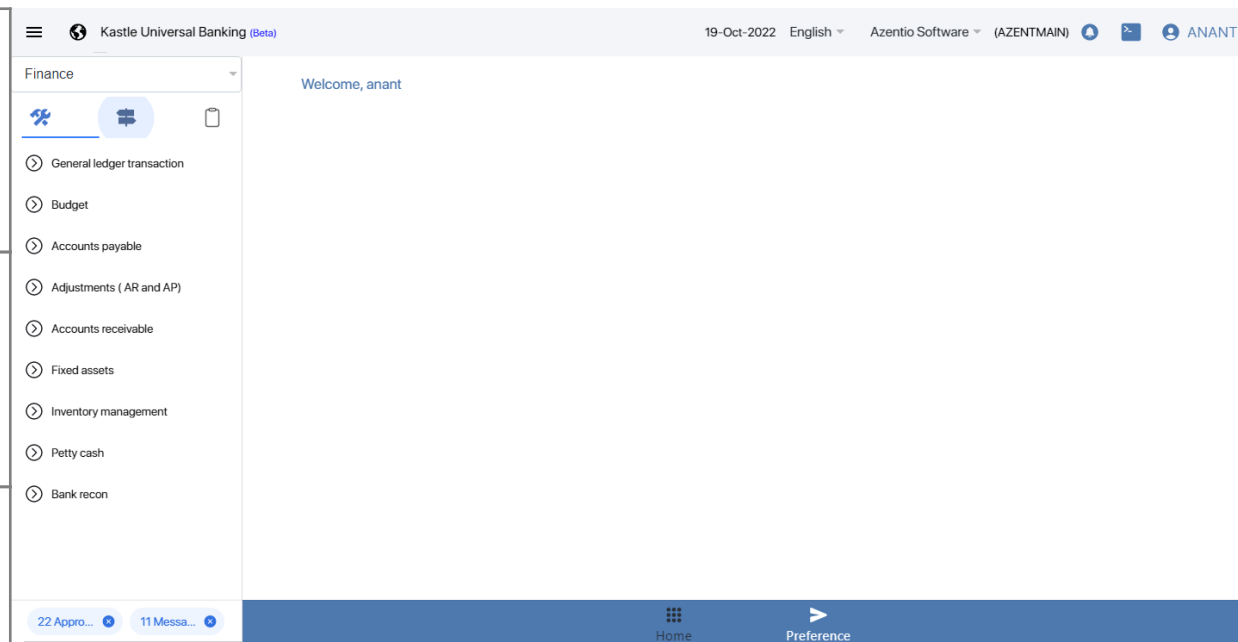 Kastle Universal Banking (Beta) 19-Oct-2022 English Azentio Software (AZENTMAIN) ANANT
Finance
Welcome, anant
General ledger transaction
Budget
Accounts payable
Adjustments ( AR and AP)
Accounts receivable
Fixed assets
Inventory management
Petty cash
Bank recon
22 Appro... 11 Messa...
Home Preference